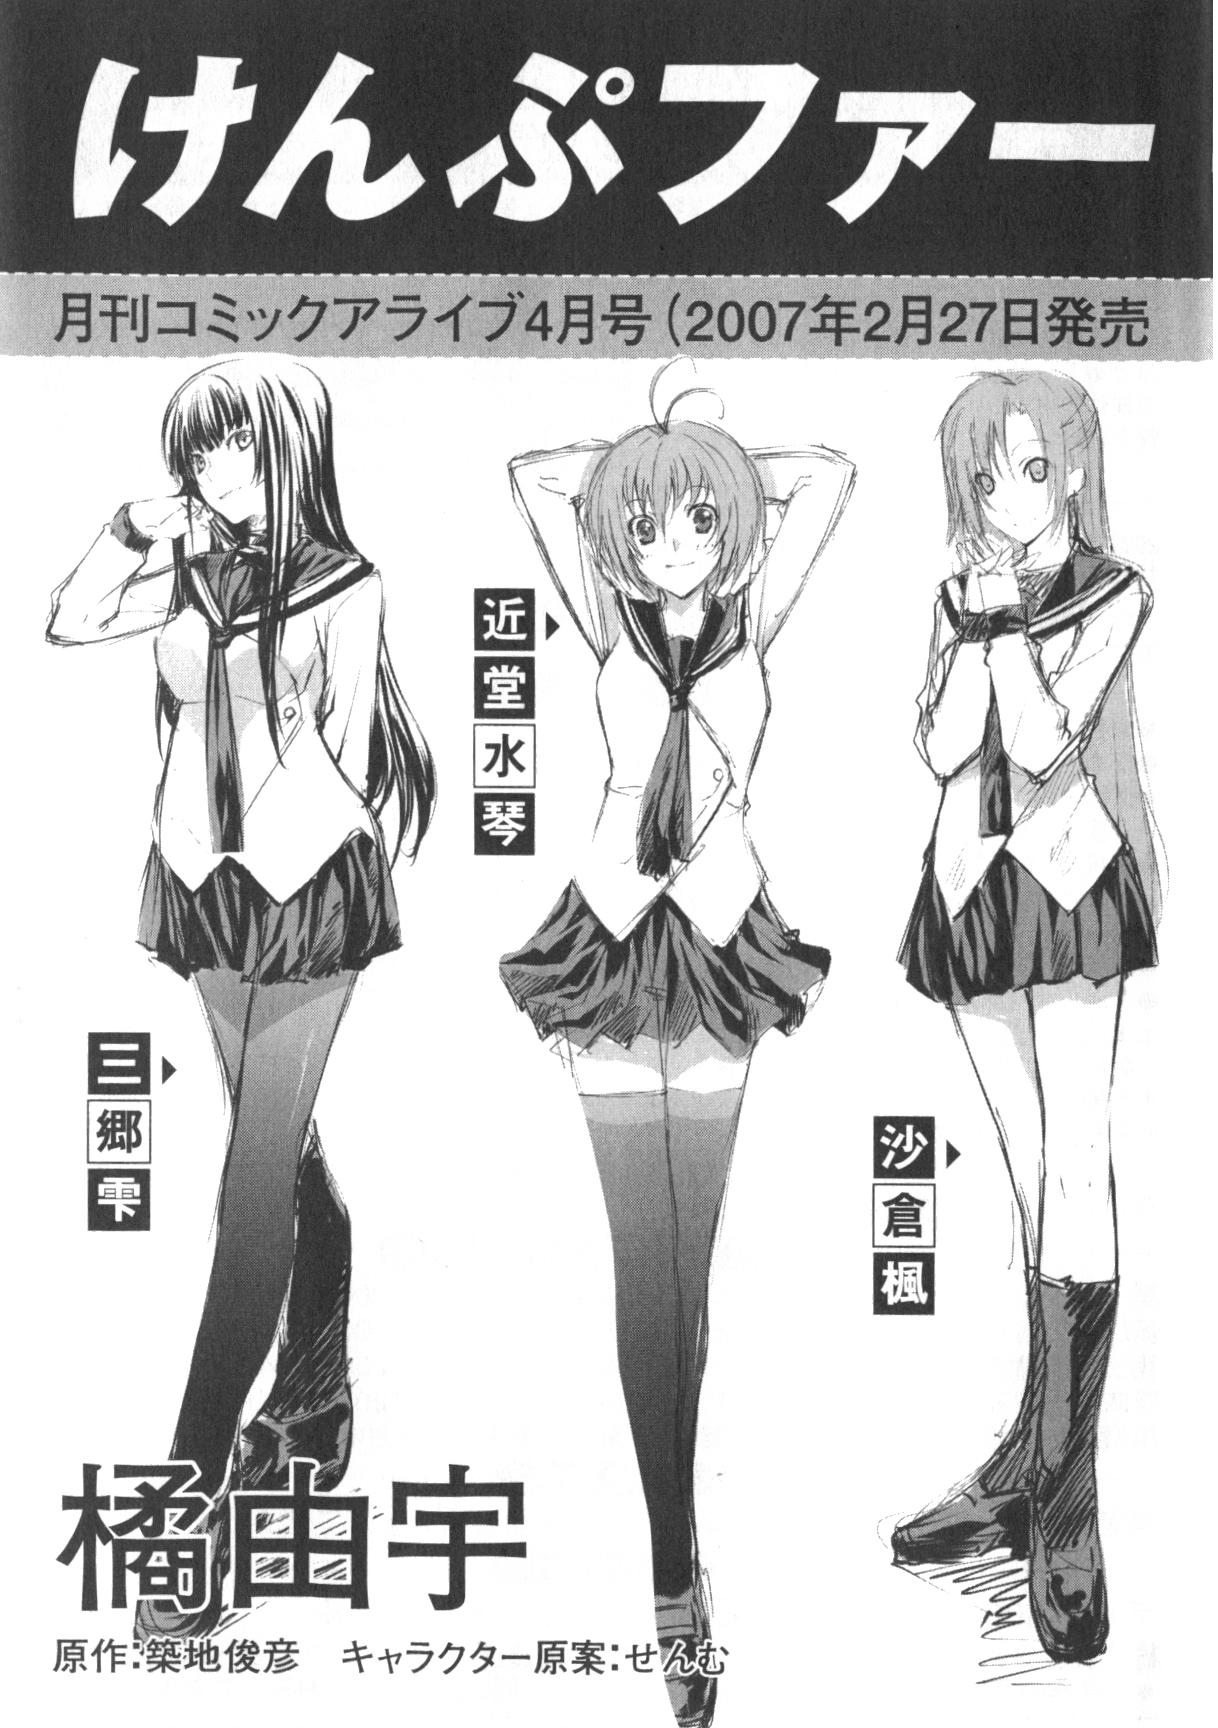 けんぷファー
月刊コミックアライブ4月号(2007年2月27日発売
近堂水琴
三郷雫
沙倉楓
橘由宇
原作:築地俊彦　キャラクター原案:せんむ